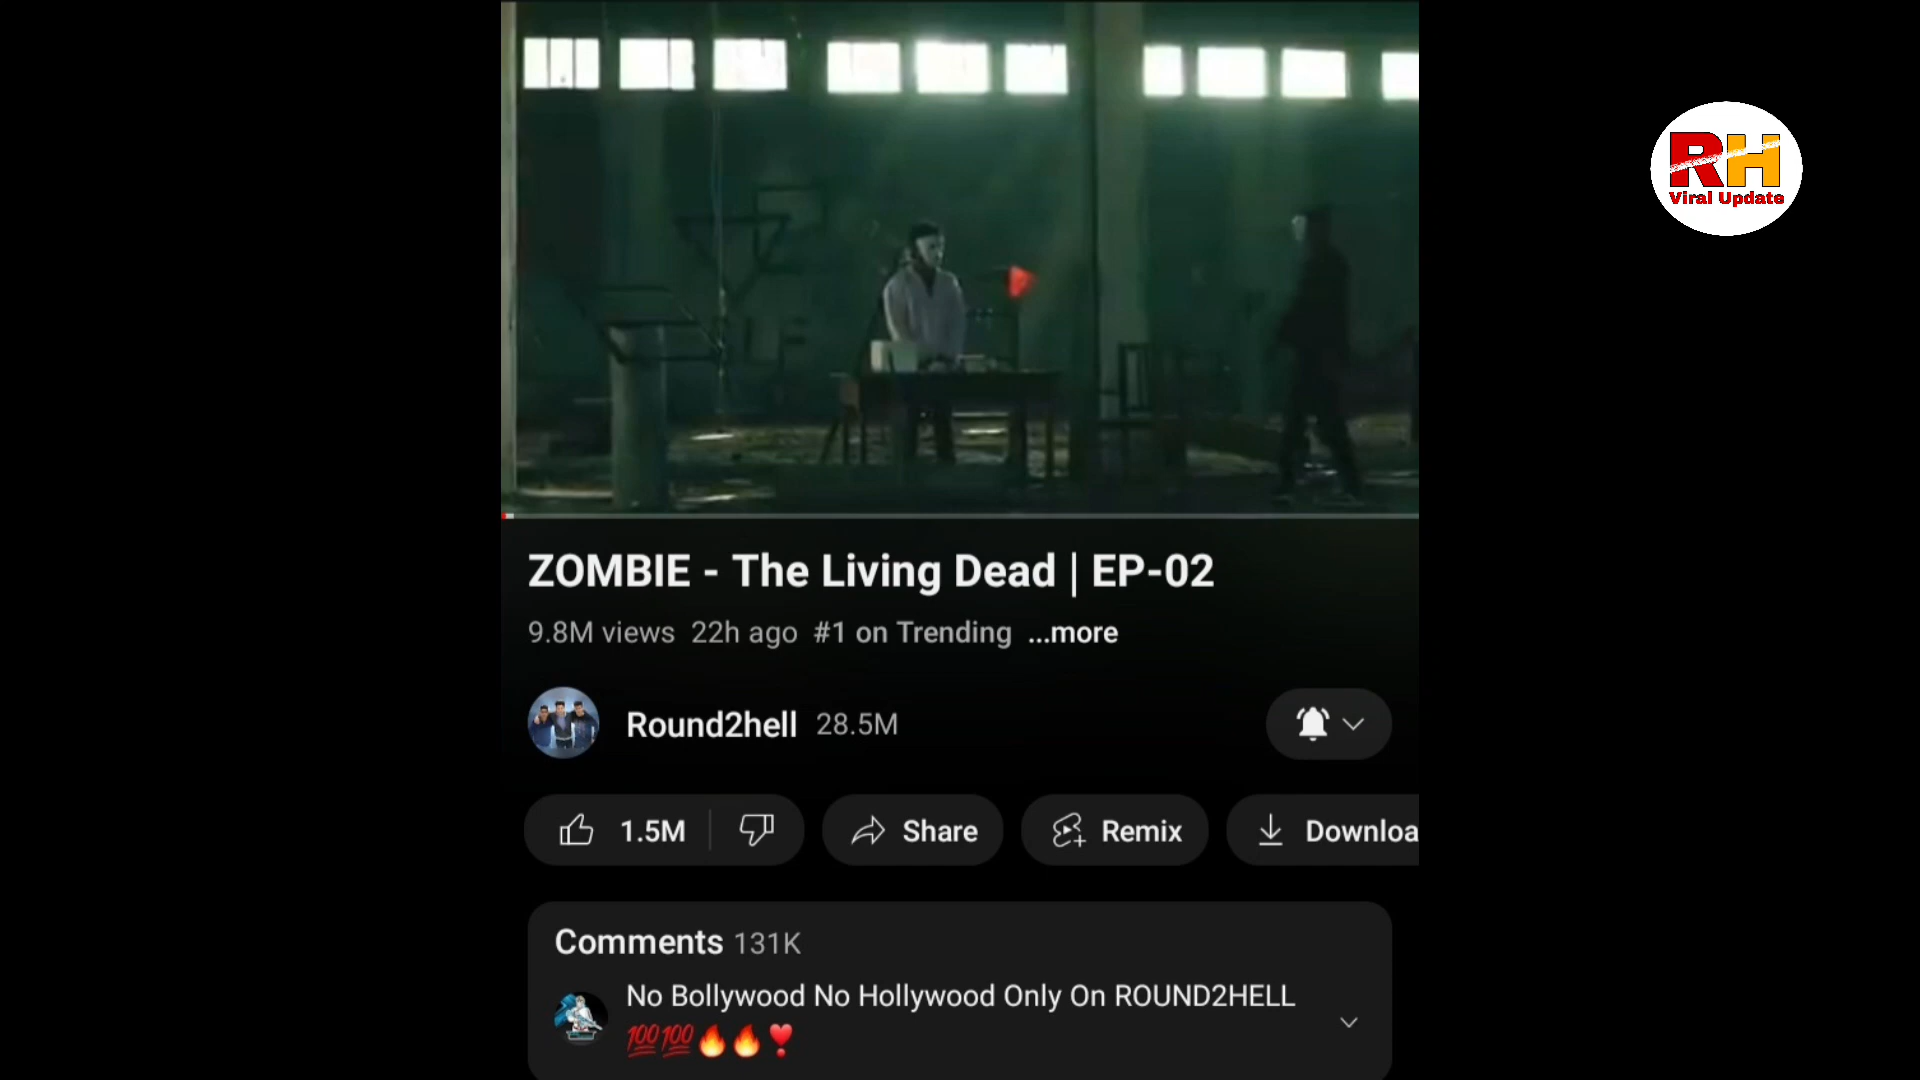 RH
Viral Update
ZOMBIE - The Living Dead | EP-02
9.8M views 22h ago #1 on Trending ...more
Round2hell 28.5M
1.5M Share Remix Downloa
Comments 131K
No Bollywood No Hollywood Only On ROUND2HELL
💯💯🔥🔥❣️